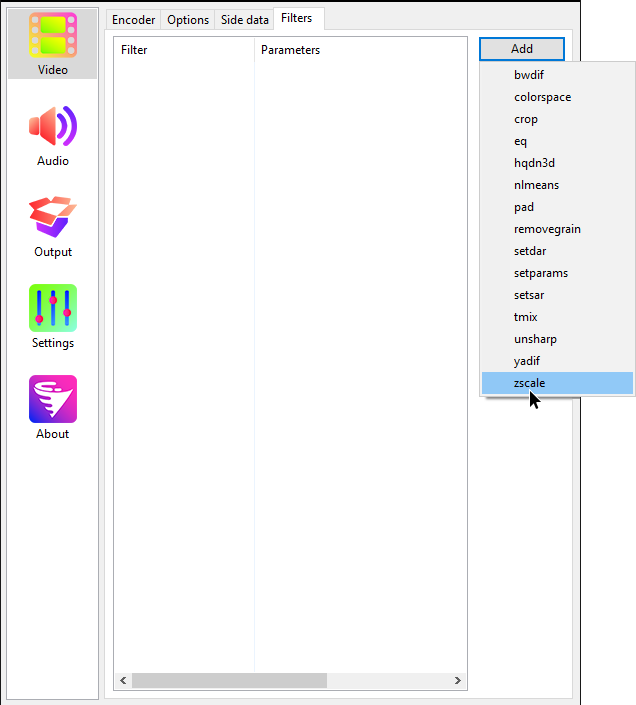 Video
Audio
Output
Settings
About
Encoder Options Side data Filters
Filter Parameters
Add
bwdif
colorspace
crop
eq
hqdn3d
nlmeans
pad
removegrain
setdar
setparams
setsar
tmix
unsharp
yadif
zscale